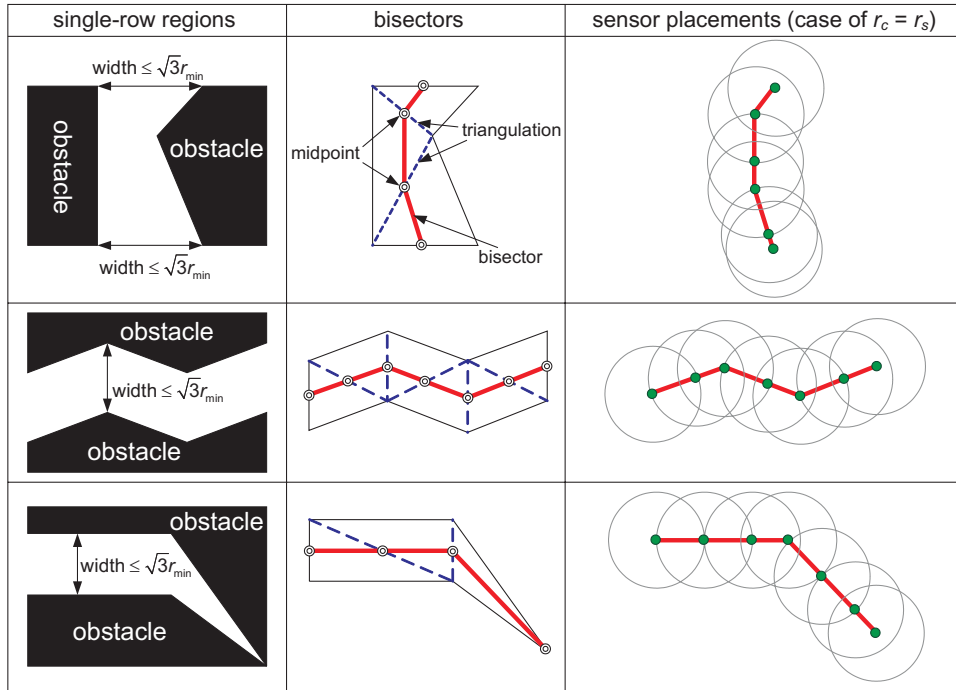 single-row regions
bisectors
sensor placements (case of r_c = r_s)
width ≤ √3r_min
obstacle
obstacle
width ≤ √3r_min
midpoint
triangulation
bisector
obstacle
width ≤ √3r_min
obstacle
obstacle
width ≤ √3r_min
obstacle